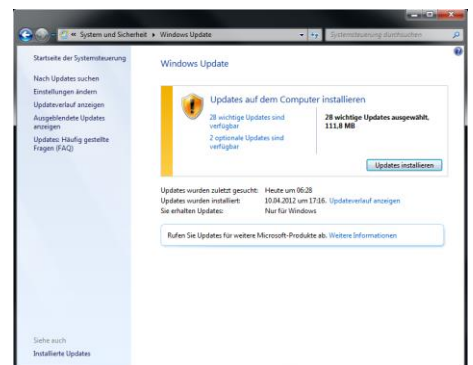 « System und Sicherheit ▸ Windows Update
Systemsteuerung durchsuchen
Startseite der Systemsteuerung
Nach Updates suchen
Einstellungen ändern
Updateverlauf anzeigen
Ausgeblendete Updates
anzeigen
Updates: Häufig gestellte
Fragen (FAQ)
Siehe auch
Installierte Updates
Windows Update
Updates auf dem Computer installieren
28 wichtige Updates sind
verfügbar
2 optionale Updates sind
verfügbar
28 wichtige Updates ausgewählt,
111,8 MB
Updates installieren
Updates wurden zuletzt gesucht: Heute um 06:28
Updates wurden installiert: 10.04.2012 um 17:16. Updateverlauf anzeigen
Sie erhalten Updates: Nur für Windows
Rufen Sie Updates für weitere Microsoft-Produkte ab. Weitere Informationen